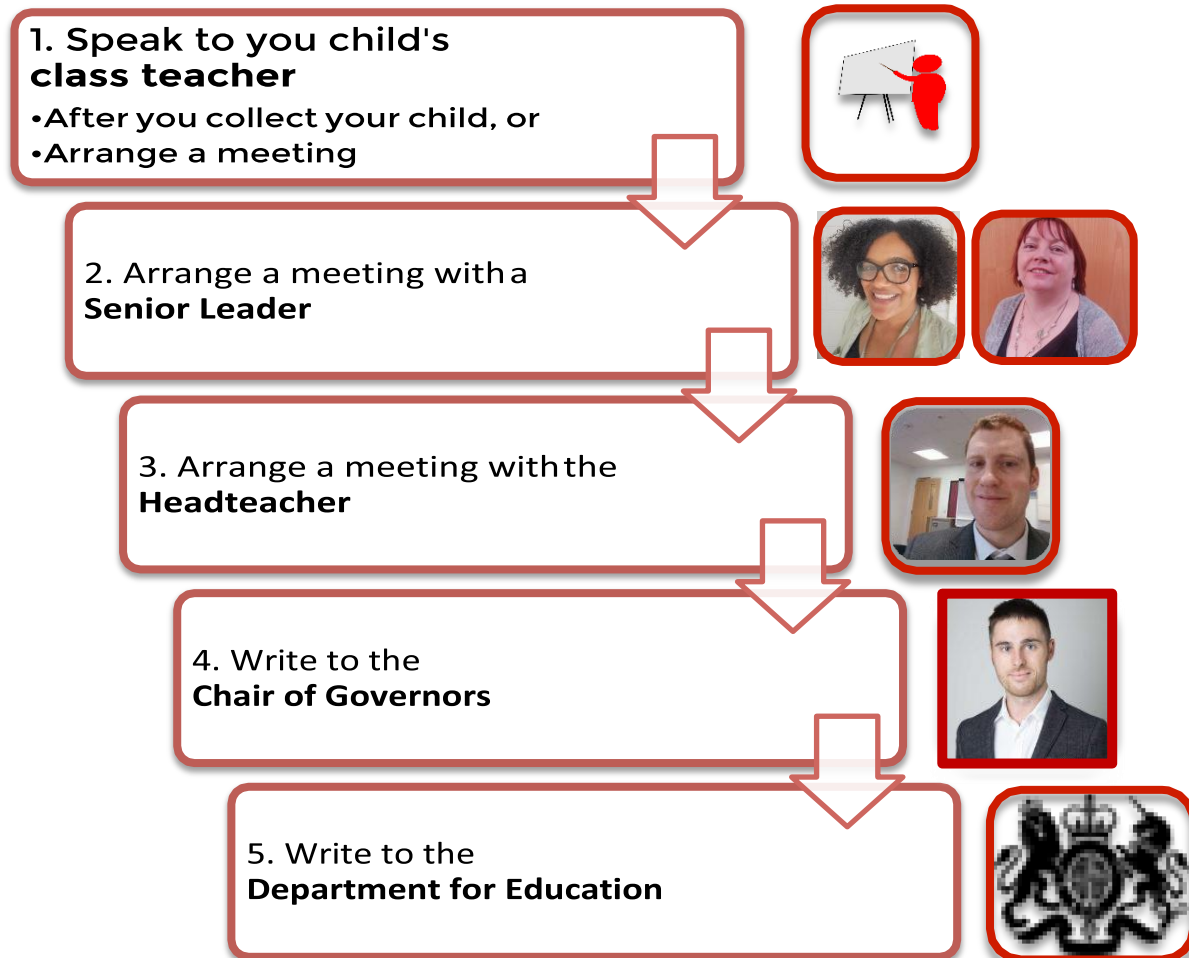 1. Speak to you child's
class teacher
•After you collect your child, or
•Arrange a meeting
2. Arrange a meeting with a
Senior Leader
3. Arrange a meeting with the
Headteacher
4. Write to the
Chair of Governors
5. Write to the
Department for Education